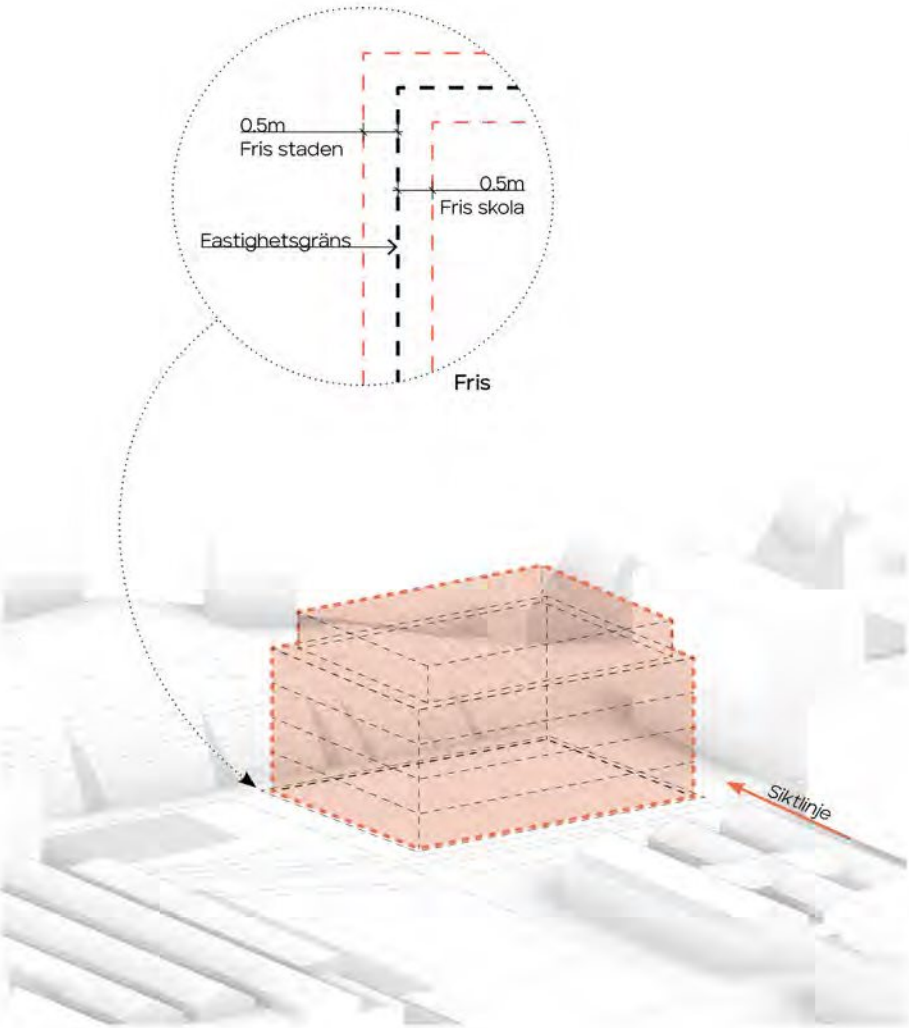 0.5m
Fris staden
0.5m
Fris skola
Fastighetsgräns
Fris
Siktlinje